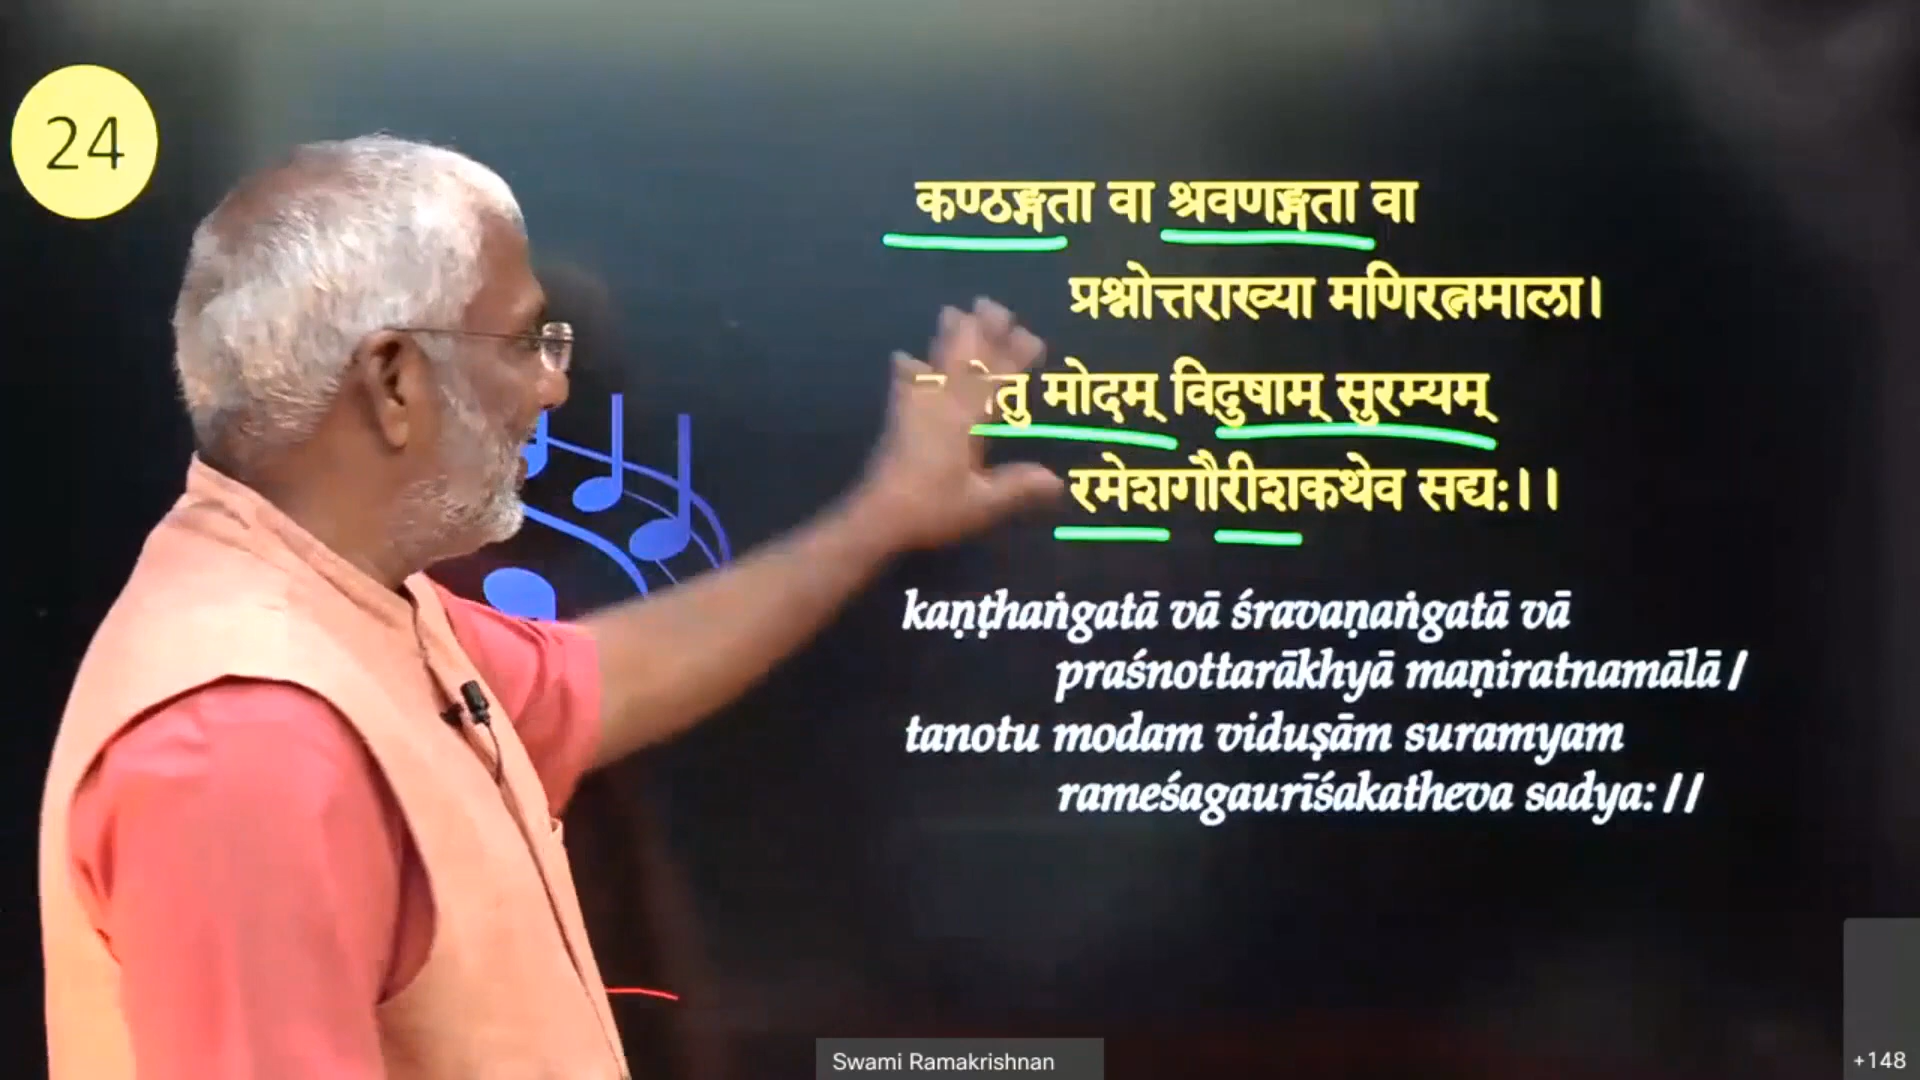 24
कण्ठङ्गता वा श्रवणङ्गता वा
प्रश्नोत्तराख्या मणिरत्नमाला।
मोदम् विदुषाम् सुरम्यम्
रमेशगौरीशकथेव सद्य:।।
kaṇṭhaṅgatā vā śravaṇaṅgatā vā
praśnottarākhyā maṇiratnamālā /
tanotu modam viduṣām suramyam
rameśagaurīśakatheva sadya: //
Swami Ramakrishnan
+148